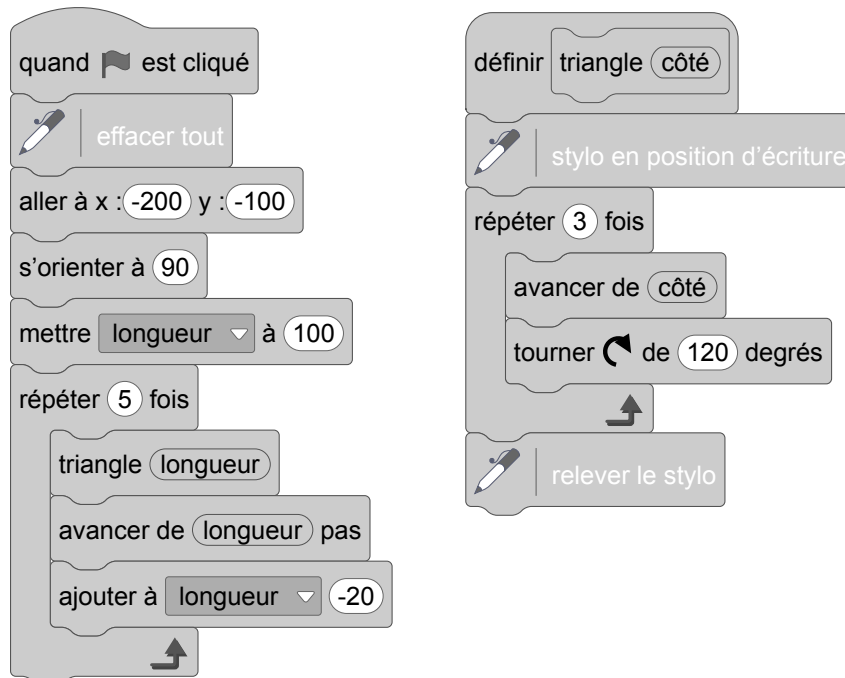 quand est cliqué
effacer tout
aller à x : -200 y : -100
s’orienter à 90
mettre longueur à 100
répéter 5 fois
triangle longueur
avancer de longueur pas
ajouter à longueur -20
définir triangle côté
stylo en position d’écriture
répéter 3 fois
avancer de côté
tourner de 120 degrés
relever le stylo